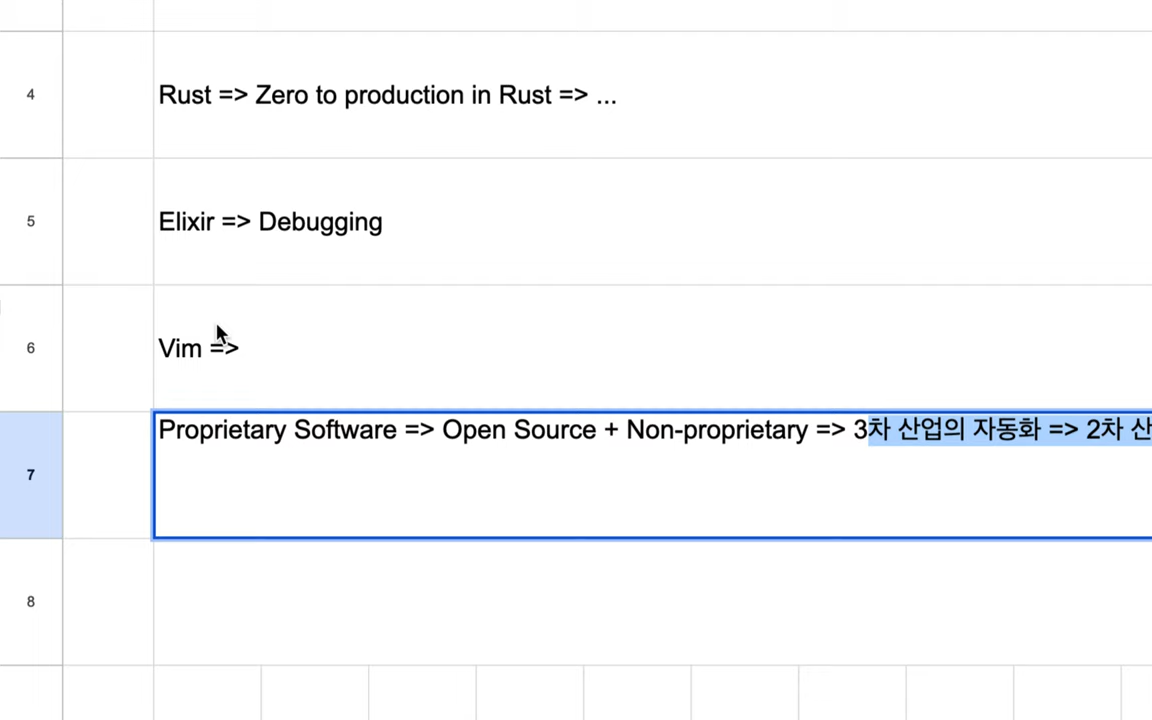 4
Rust => Zero to production in Rust => ...
5
Elixir => Debugging
6
Vim =>
7
Proprietary Software => Open Source + Non-proprietary => 3차 산업의 자동화 => 2차 산
8